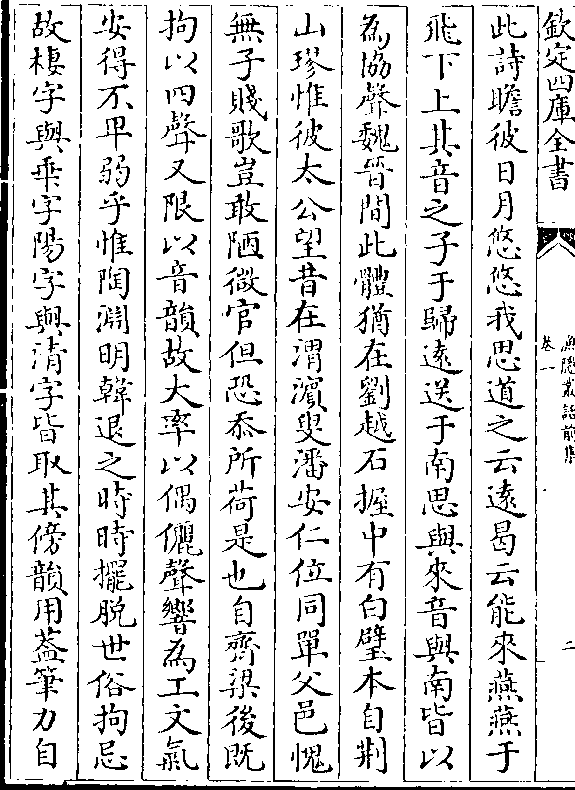 欽定四庫全書
漁隱叢話前集
卷一
二
此詩瞻彼日月悠悠我思道之云遠曷云能來燕燕于
飛下上其音之子于歸遠送于南思與來音與南皆以
為協聲魏晉間此體猶在劉越石握中有白璧本自荆
山璆惟彼太公望昔在渭濵叟潘安仁位同單父邑愧
無子賤歌豈敢陋微官但恐忝所荷是也自齊梁後既
拘以四聲又限以音韻故大率以偶儷聲響為工文氣
安得不卑弱乎惟陶淵明韓退之時時擺脱世俗拘忌
故棲字與乖字陽字與清字皆取其傍韻用葢筆力自